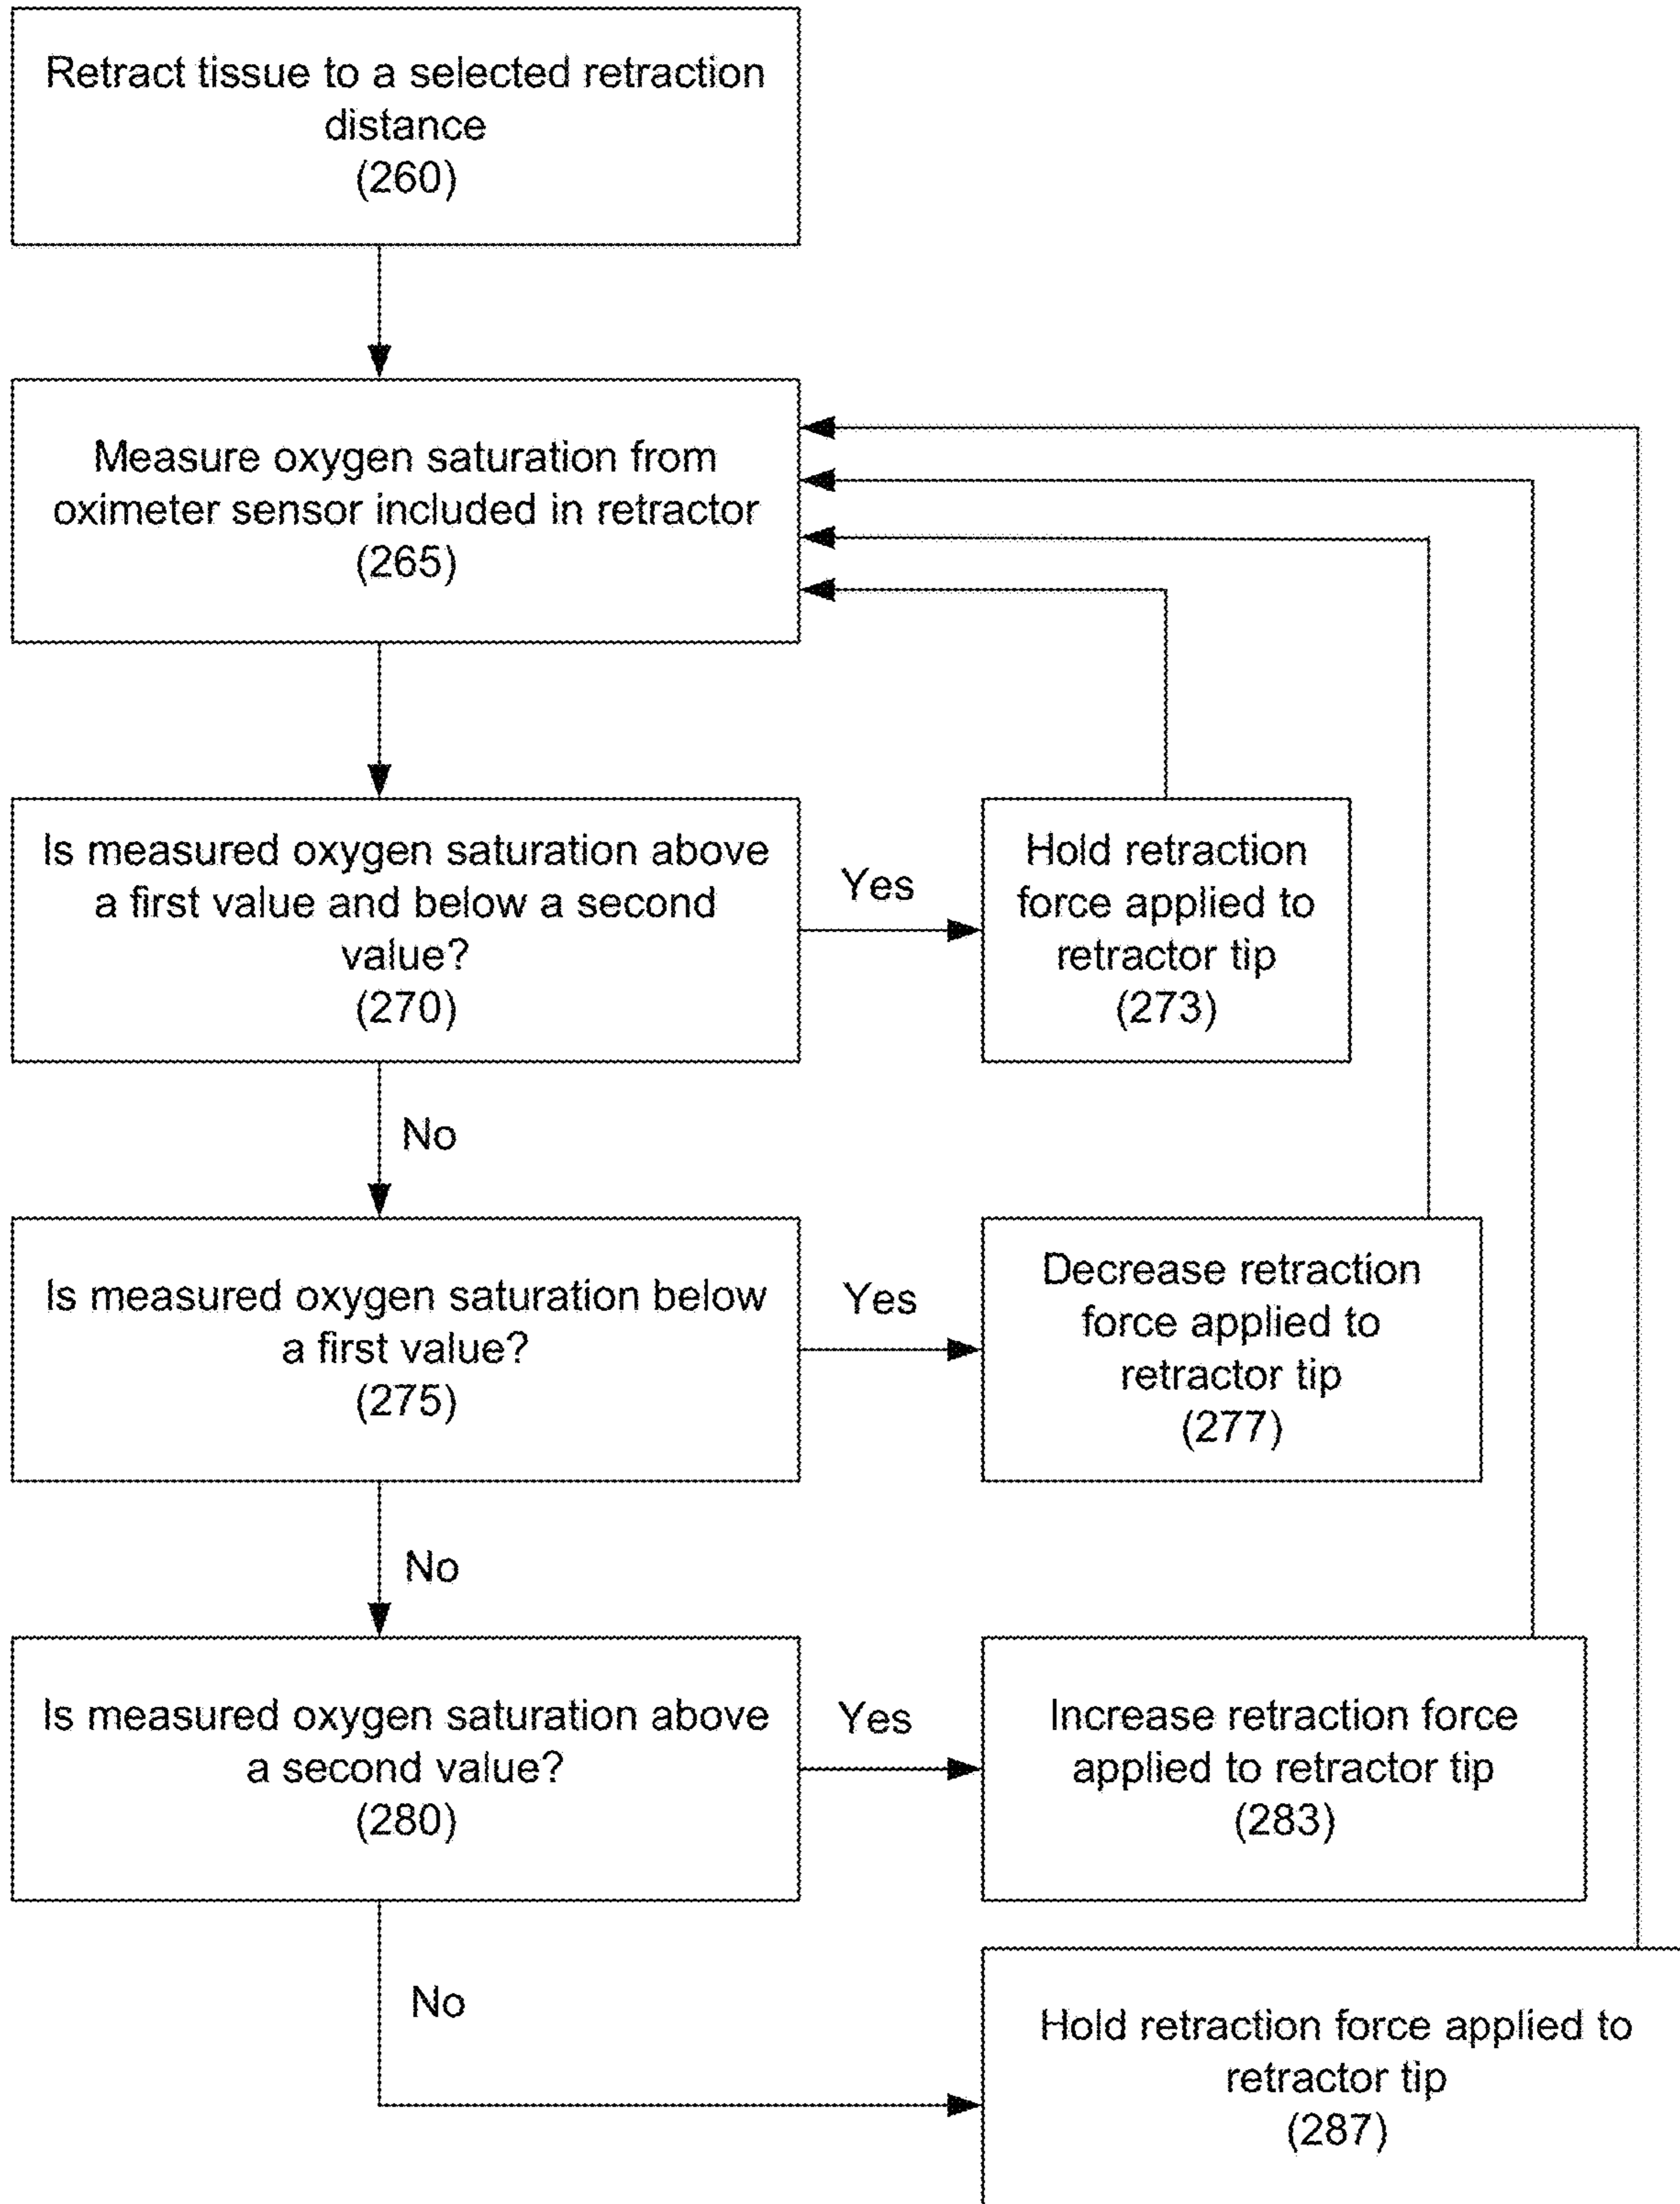 Retract tissue to a selected retraction
distance
(260)
Measure oxygen saturation from
oximeter sensor included in retractor
(265)
Is measured oxygen saturation above
a first value and below a second
value?
(270)
Yes
Hold retraction
force applied to
retractor tip
(273)
No
Is measured oxygen saturation below
a first value?
(275)
Yes
Decrease retraction
force applied to
retractor tip
(277)
No
Is measured oxygen saturation above
a second value?
(280)
Yes
Increase retraction force
applied to retractor tip
(283)
No
Hold retraction force applied to
retractor tip
(287)